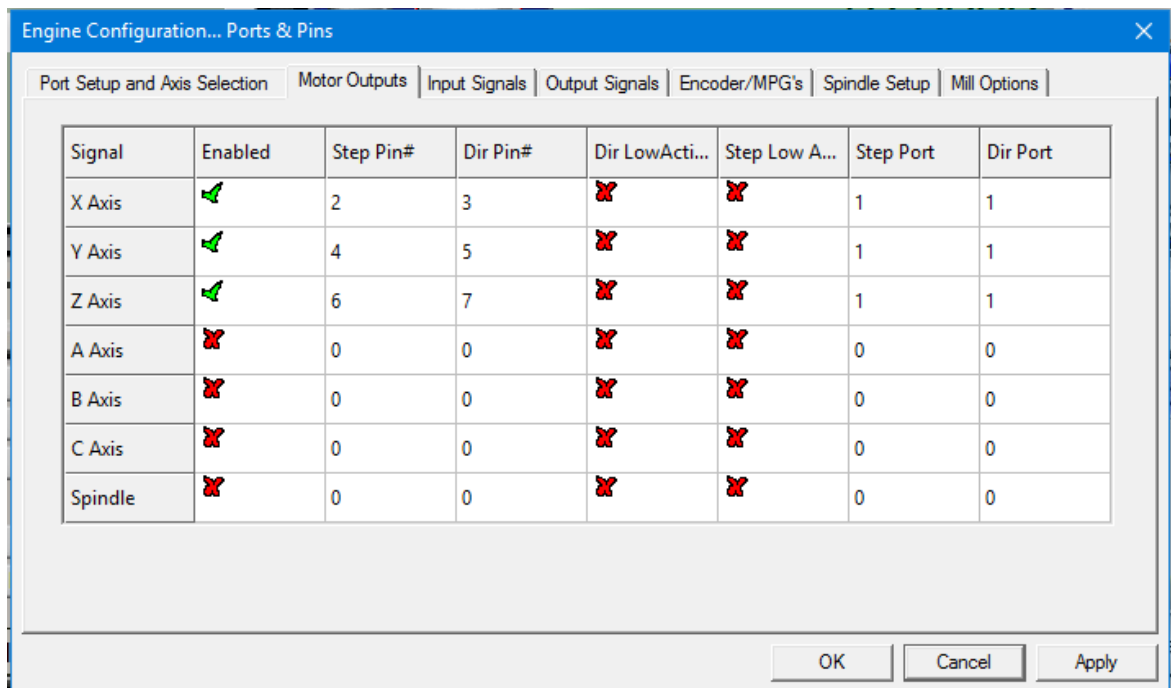 Engine Configuration... Ports & Pins
Port Setup and Axis Selection Motor Outputs Input Signals Output Signals Encoder/MPG's Spindle Setup Mill Options
Signal Enabled Step Pin# Dir Pin# Dir LowActi... Step Low A... Step Port Dir Port
X Axis 2 3 1 1
Y Axis 4 5 1 1
Z Axis 6 7 1 1
A Axis 0 0 0 0
B Axis 0 0 0 0
C Axis 0 0 0 0
Spindle 0 0 0 0
OK Cancel Apply